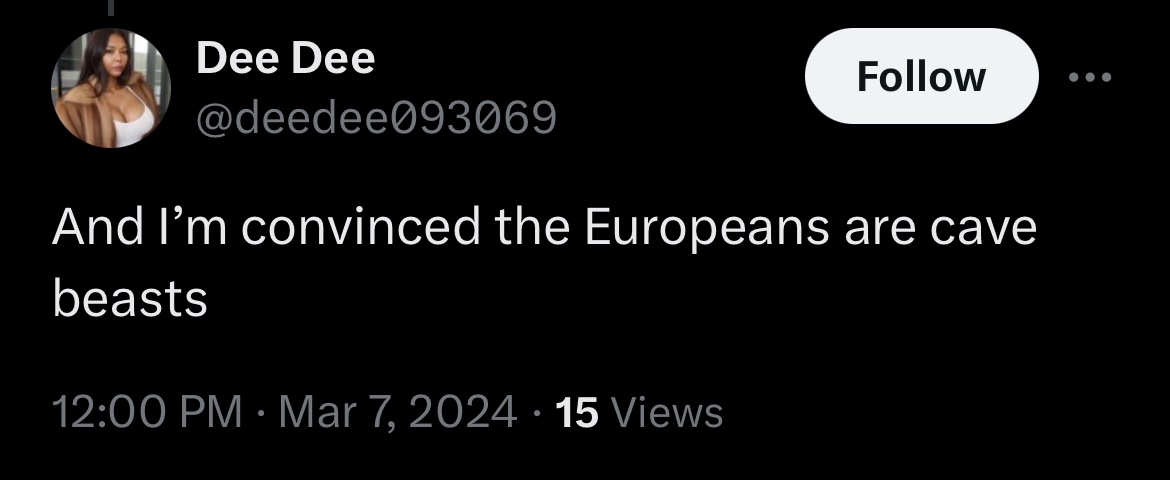 Dee Dee
@deedee093069
Follow
And I’m convinced the Europeans are cave
beasts
12:00 PM · Mar 7, 2024 · 15 Views